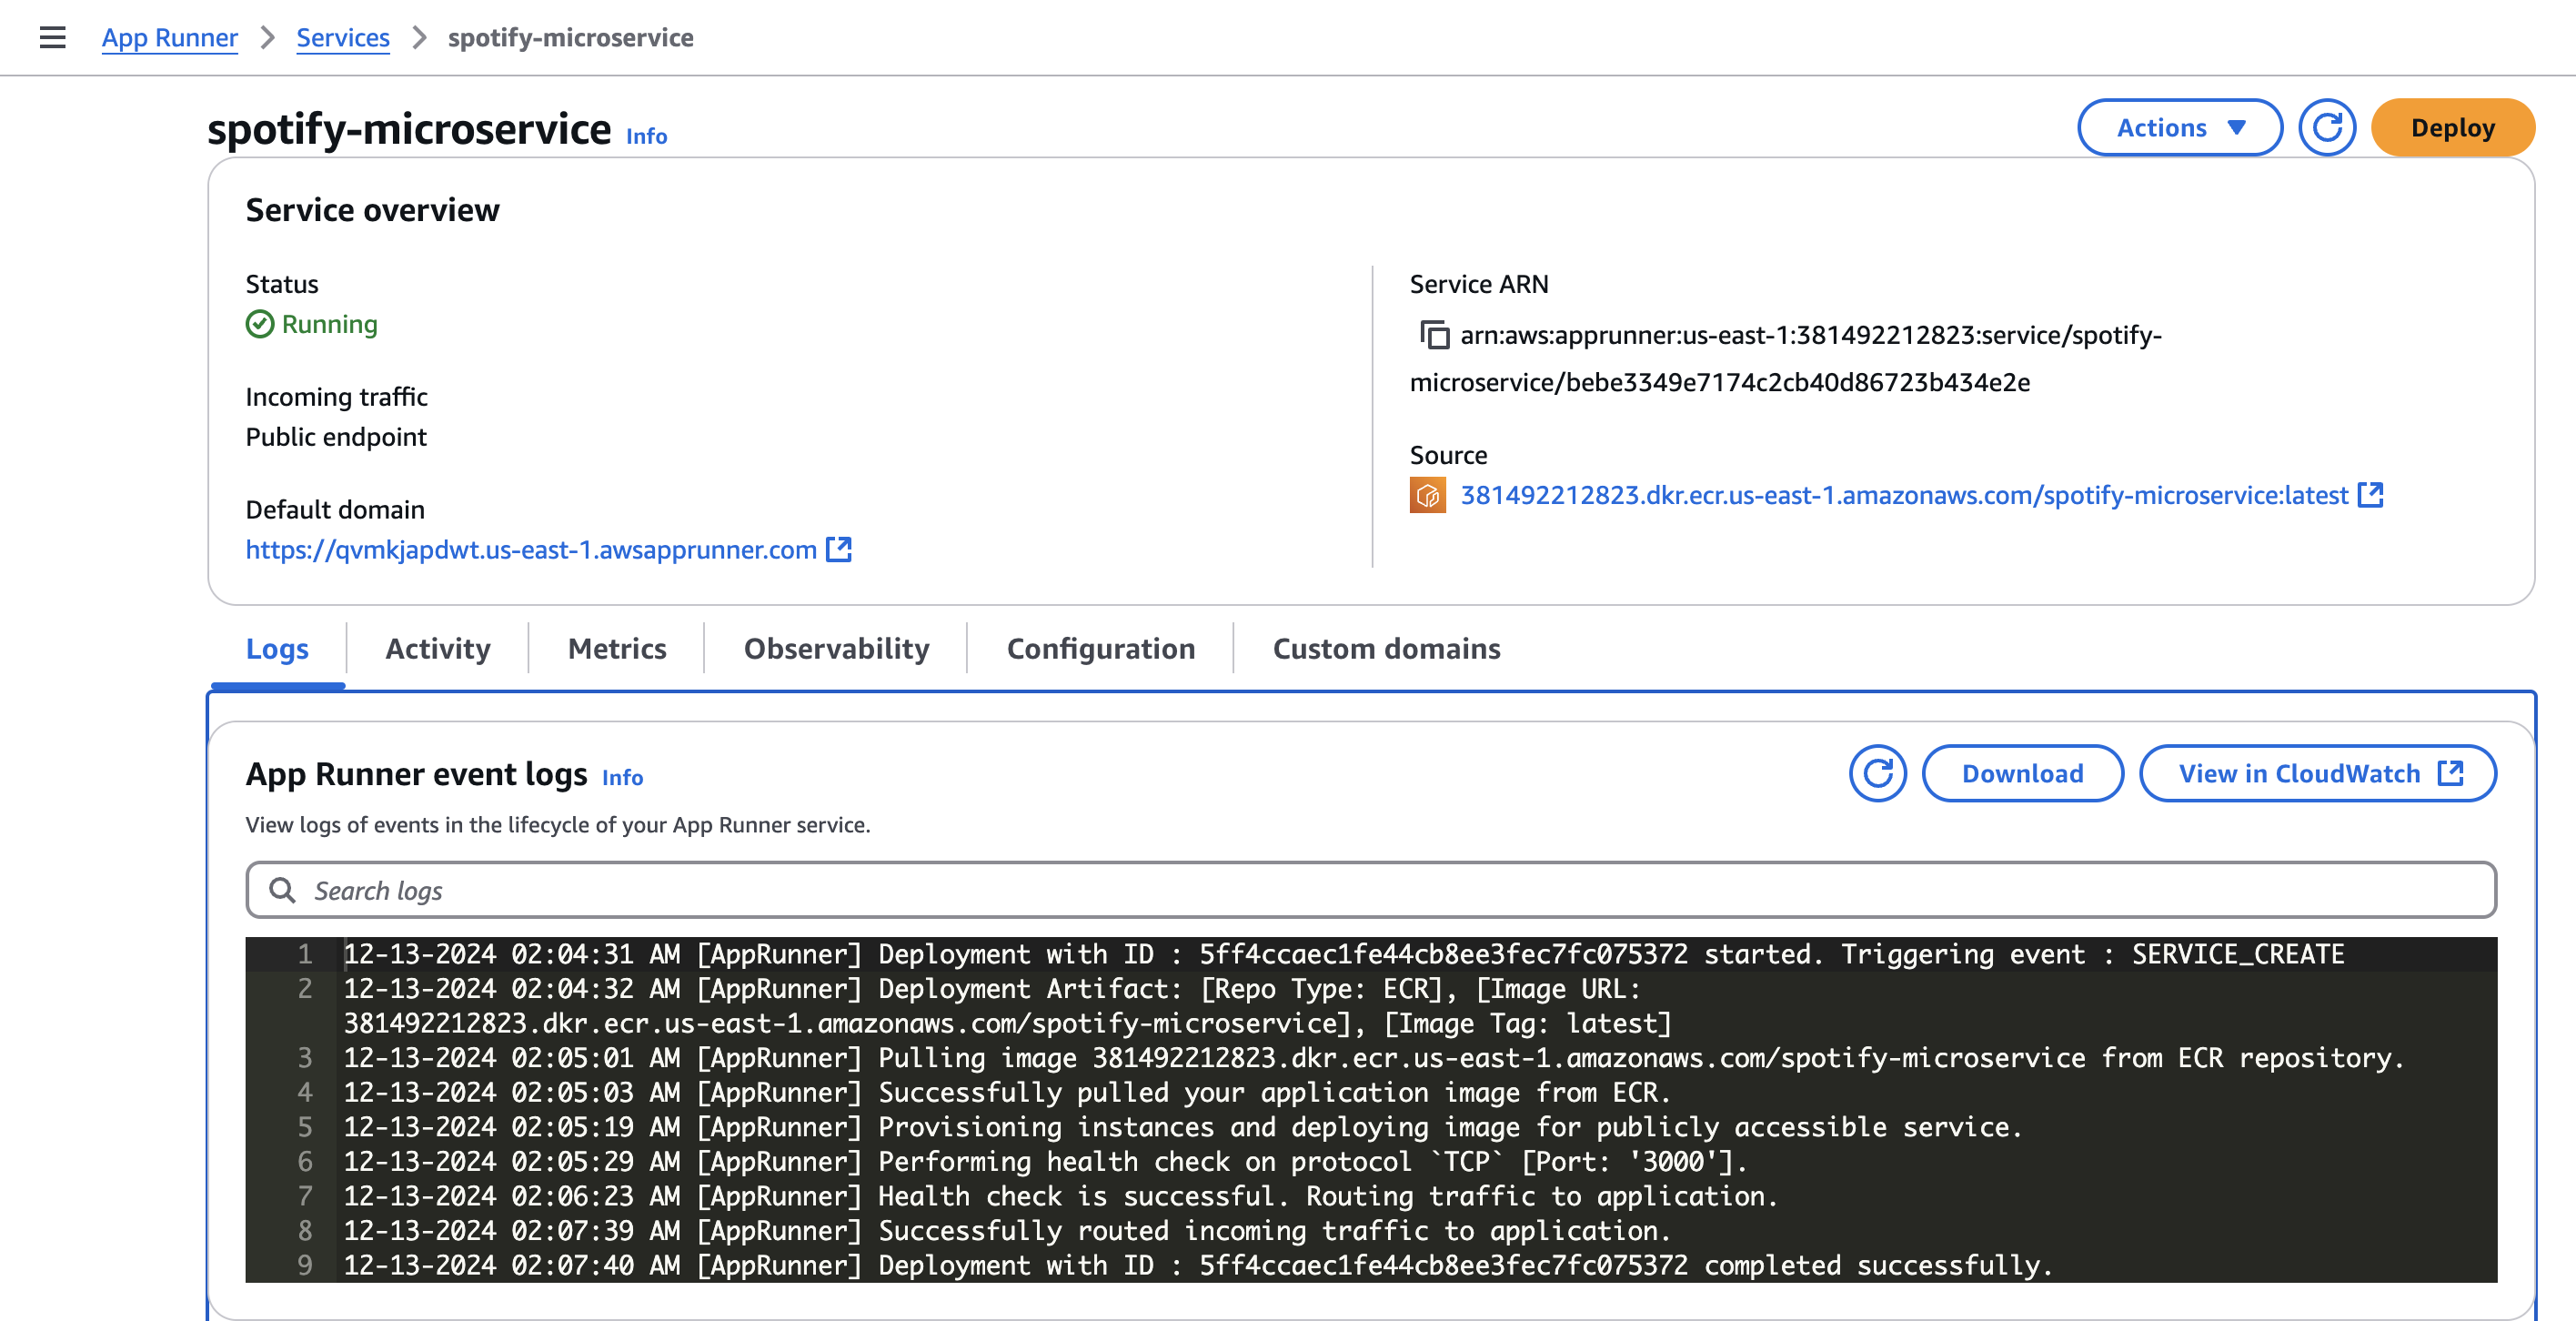 App Runner > Services > spotify-microservice
spotify-microservice Info
Actions
Deploy
Service overview
Status
Running
Incoming traffic
Public endpoint
Default domain
https://qvmkjapdwt.us-east-1.awsapprunner.com
Service ARN
arn:aws:apprunner:us-east-1:381492212823:service/spotify-
microservice/bebe3349e7174c2cb40d86723b434e2e
Source
381492212823.dkr.ecr.us-east-1.amazonaws.com/spotify-microservice:latest
Logs
Activity
Metrics
Observability
Configuration
Custom domains
App Runner event logs Info
Download
View in CloudWatch
View logs of events in the lifecycle of your App Runner service.
Search logs
1 12-13-2024 02:04:31 AM [AppRunner] Deployment with ID : 5ff4ccaec1fe44cb8ee3fec7fc075372 started. Triggering event : SERVICE_CREATE
2 12-13-2024 02:04:32 AM [AppRunner] Deployment Artifact: [Repo Type: ECR], [Image URL:
381492212823.dkr.ecr.us-east-1.amazonaws.com/spotify-microservice], [Image Tag: latest]
3 12-13-2024 02:05:01 AM [AppRunner] Pulling image 381492212823.dkr.ecr.us-east-1.amazonaws.com/spotify-microservice from ECR repository.
4 12-13-2024 02:05:03 AM [AppRunner] Successfully pulled your application image from ECR.
5 12-13-2024 02:05:19 AM [AppRunner] Provisioning instances and deploying image for publicly accessible service.
6 12-13-2024 02:05:29 AM [AppRunner] Performing health check on protocol `TCP` [Port: '3000'].
7 12-13-2024 02:06:23 AM [AppRunner] Health check is successful. Routing traffic to application.
8 12-13-2024 02:07:39 AM [AppRunner] Successfully routed incoming traffic to application.
9 12-13-2024 02:07:40 AM [AppRunner] Deployment with ID : 5ff4ccaec1fe44cb8ee3fec7fc075372 completed successfully.